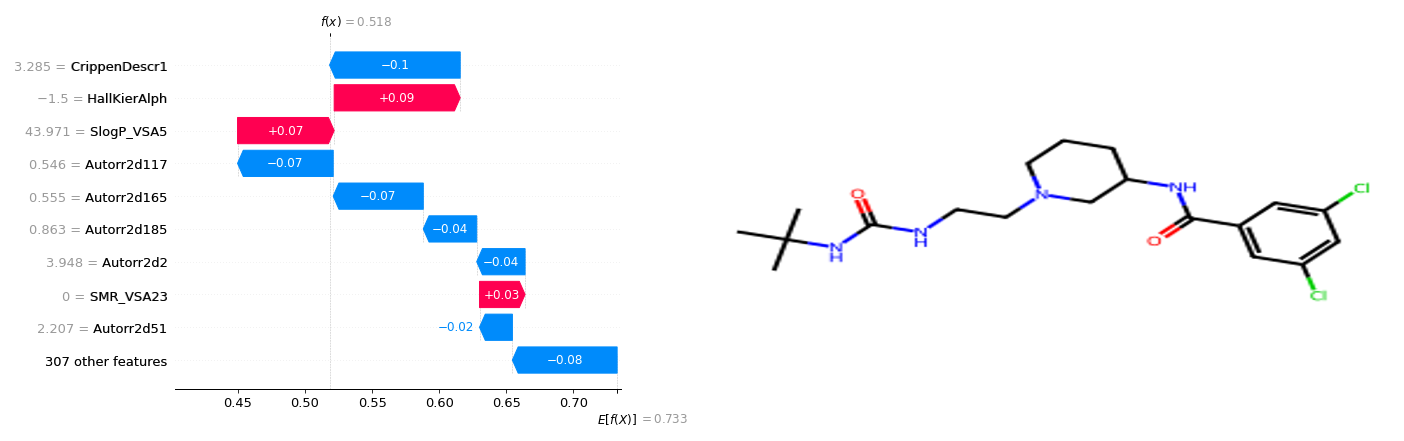 f(x) = 0.518
3.285 = CrippenDescr1
−0.1
−1.5 = HallKierAlph
+0.09
43.971 = SlogP_VSA5
+0.07
0.546 = Autorr2d117
−0.07
0.555 = Autorr2d165
−0.07
0.863 = Autorr2d185
−0.04
3.948 = Autorr2d2
−0.04
0 = SMR_VSA23
+0.03
2.207 = Autorr2d51
−0.02
307 other features
−0.08
0.45 0.50 0.55 0.60 0.65 0.70
E[f(X)] = 0.733
O
N
H
N
H
N
NH
O
Cl
Cl